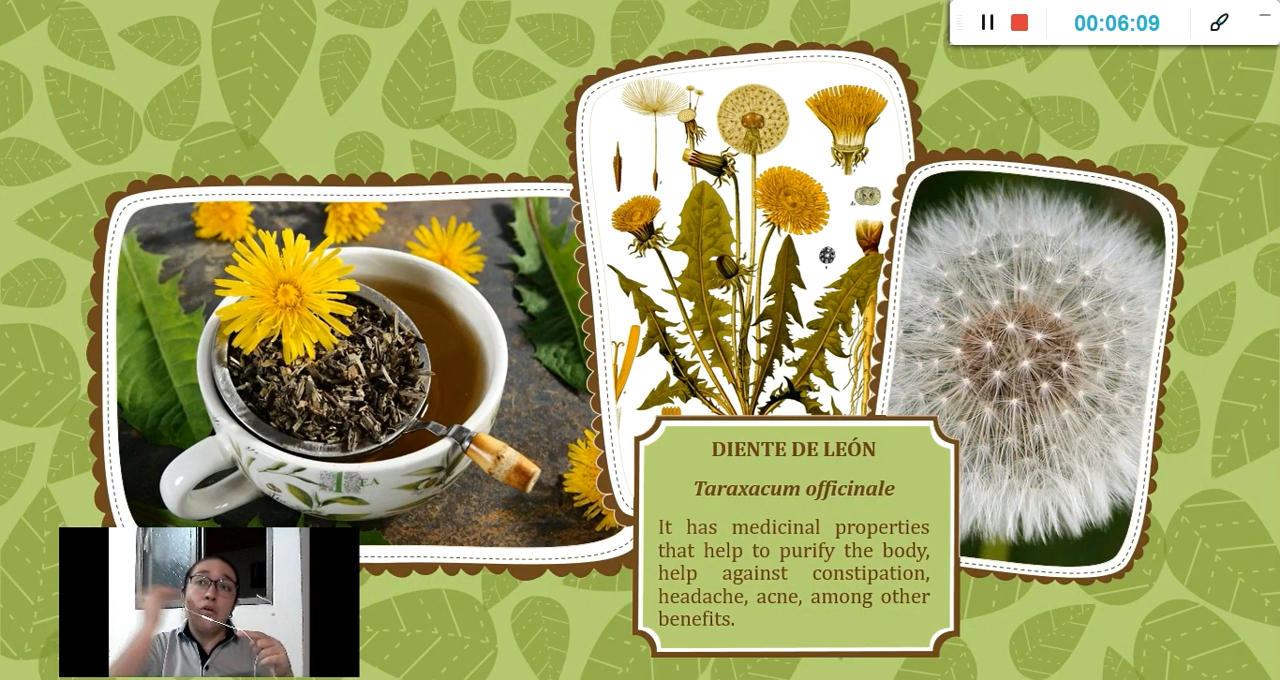 00:06:09
DIENTE DE LEÓN
Taraxacum officinale
It has medicinal properties
that help to purify the body,
help against constipation,
headache, acne, among other
benefits.